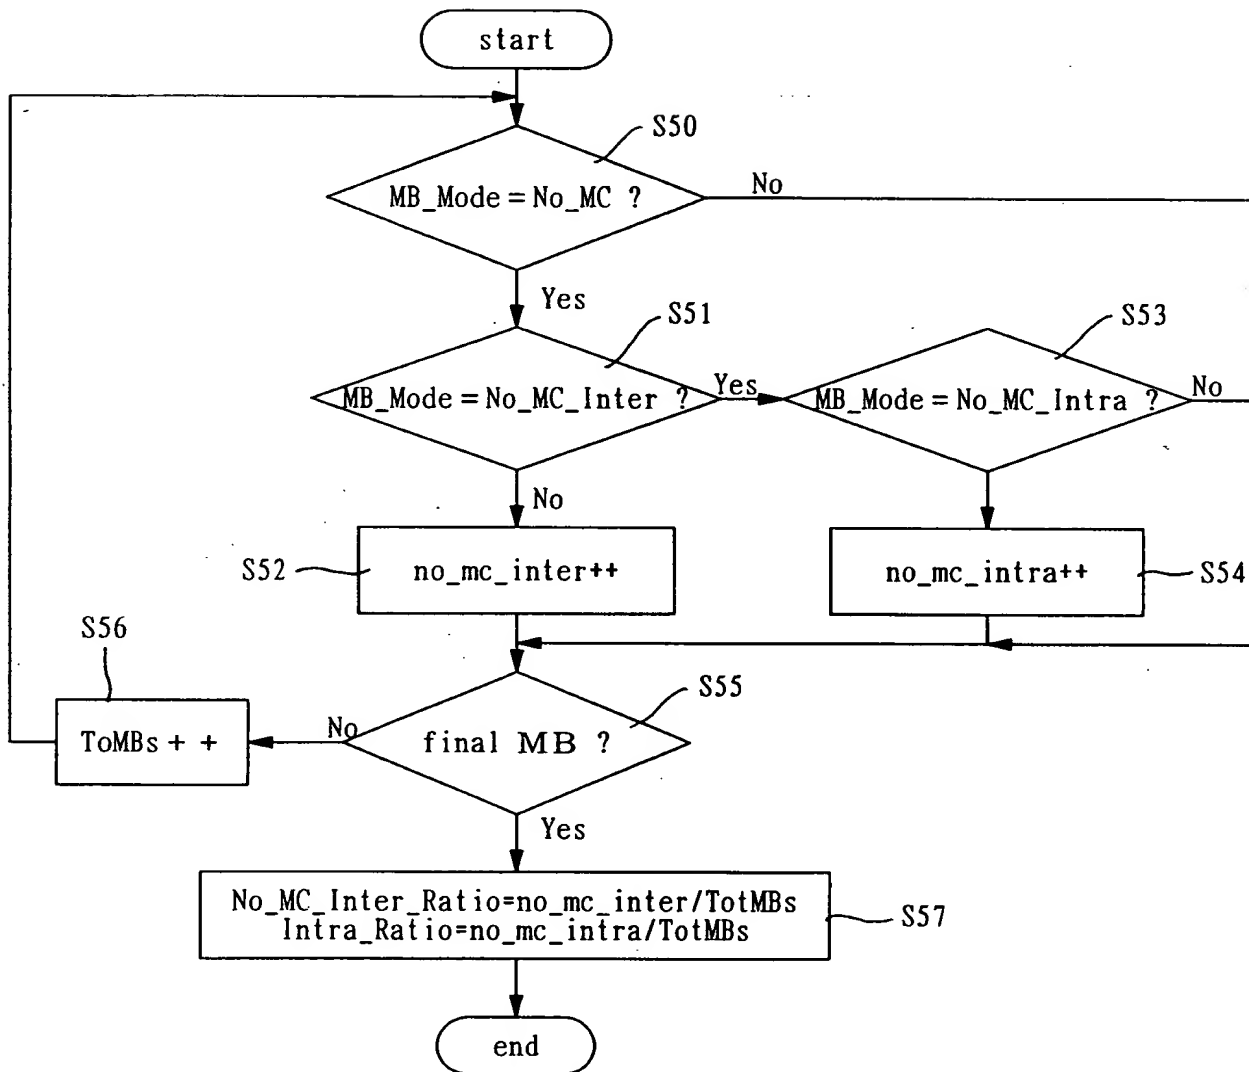 start
S50
MB_Mode=No_MC ?
No
Yes
S51
S53
MB_Mode=No_MC_Inter ?
Yes
MB_Mode=No_MC_Intra ?
No
No
S52
no_mc_inter++
no_mc_intra++
S54
S56
S55
ToMBs + +
No
final MB ?
Yes
No_MC_Inter_Ratio=no_mc_inter/TotMBs
Intra_Ratio=no_mc_intra/TotMBs
S57
end